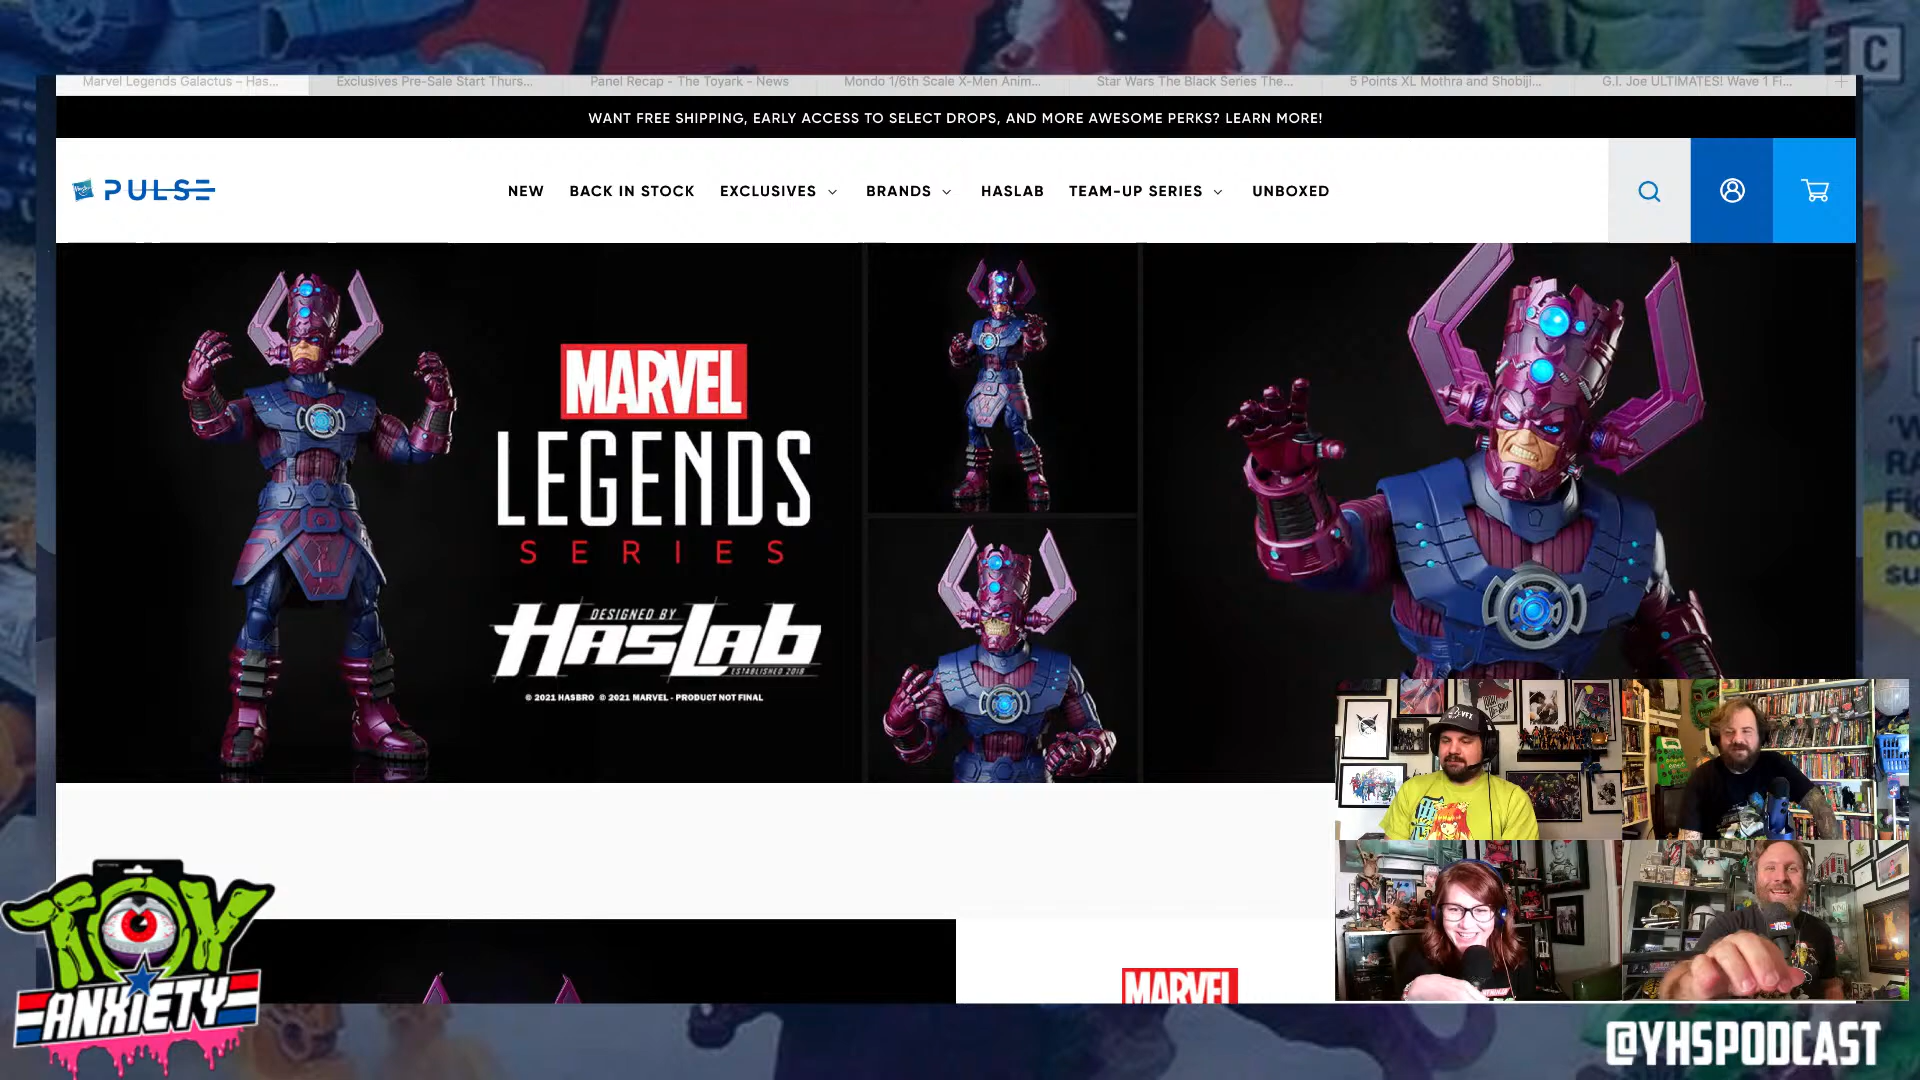 Marvel Legends Galactus – Has...
Exclusives Pre-Sale Start Thurs...
Panel Recap - The Toyark - News
Mondo 1/6th Scale X-Men Anim...
Star Wars The Black Series The...
5 Points XL Mothra and Shobiji...
G.I. Joe ULTIMATES! Wave 1 Fi...
WANT FREE SHIPPING, EARLY ACCESS TO SELECT DROPS, AND MORE AWESOME PERKS? LEARN MORE!
PULSE
NEW
BACK IN STOCK
EXCLUSIVES
BRANDS
HASLAB
TEAM-UP SERIES
UNBOXED
MARVEL
LEGENDS
SERIES
DESIGNED BY
HASLAB
ESTABLISHED 2018
© 2021 HASBRO © 2021 MARVEL - PRODUCT NOT FINAL
MARVEL
TOY
ANXIETY
@YHSPODCAST
C